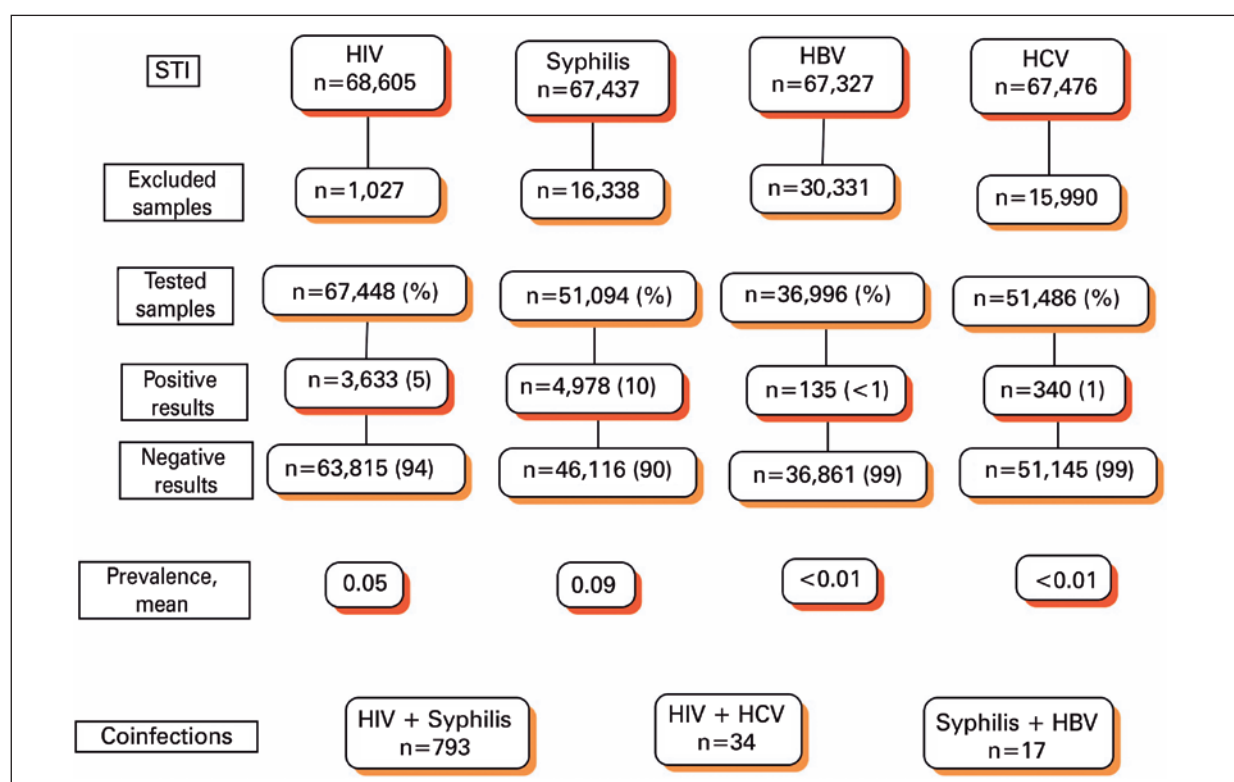 STI
HIV
n=68,605
Syphilis
n=67,437
HBV
n=67,327
HCV
n=67,476
Excluded
samples
n=1,027
n=16,338
n=30,331
n=15,990
Tested
samples
n=67,448 (%)
n=51,094 (%)
n=36,996 (%)
n=51,486 (%)
Positive
results
n=3,633 (5)
n=4,978 (10)
n=135 (<1)
n=340 (1)
Negative
results
n=63,815 (94)
n=46,116 (90)
n=36,861 (99)
n=51,145 (99)
Prevalence,
mean
0.05
0.09
<0.01
<0.01
Coinfections
HIV + Syphilis
n=793
HIV + HCV
n=34
Syphilis + HBV
n=17